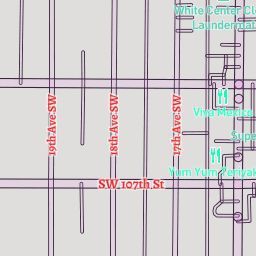 White Center Cl
Laundermat
19th Ave SW
18th Ave SW
17th Ave SW
Viva Mexico
Supe
Yum Yum Teriyak
SW 107th St